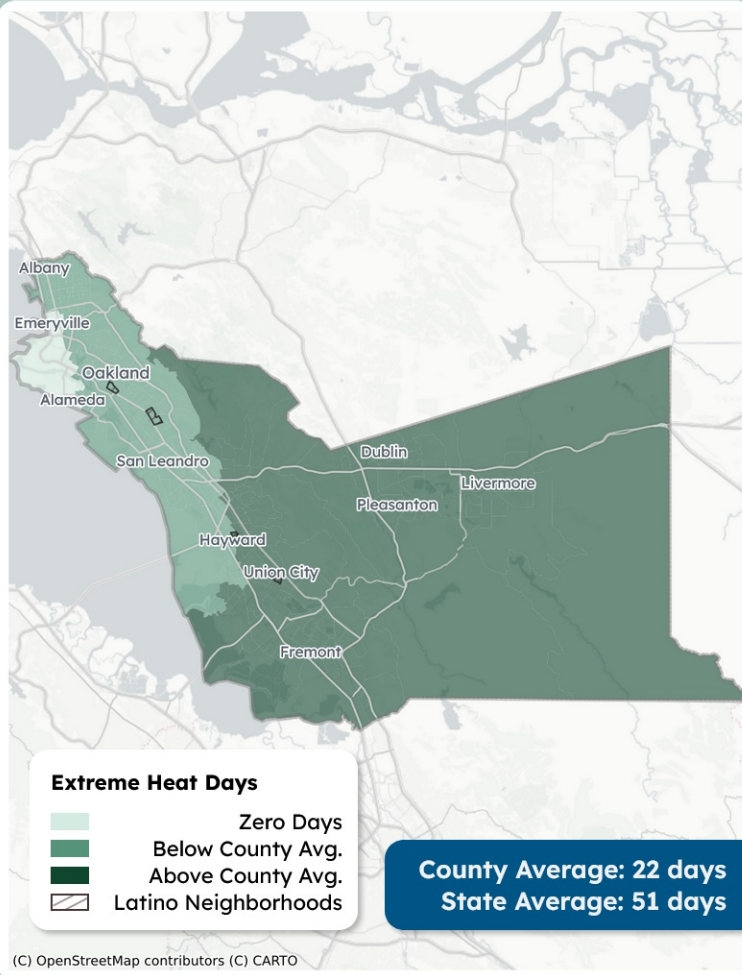 Albany
Emeryville
Oakland
Alameda
San Leandro
Dublin
Livermore
Pleasanton
Hayward
Union City
Fremont
Extreme Heat Days
Zero Days
Below County Avg.
Above County Avg.
Latino Neighborhoods
County Average: 22 days
State Average: 51 days
(C) OpenStreetMap contributors (C) CARTO